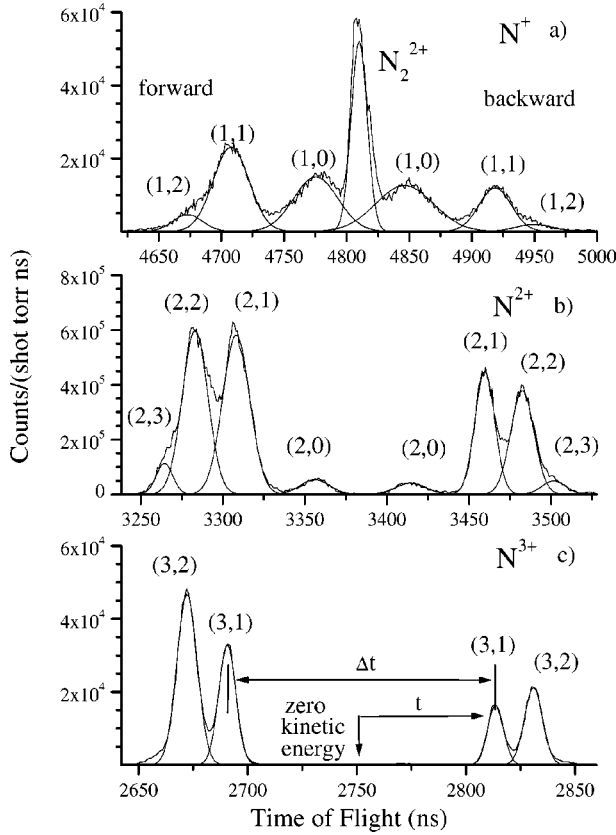 6x10⁴
4x10⁴
2x10⁴
N⁺ a)
N₂²⁺
forward
backward
(1,2)
(1,1)
(1,0)
(1,0)
(1,1)
(1,2)
4650 4700 4750 4800 4850 4900 4950 5000
Counts/(shot torr ns)
8x10⁵
6x10⁵
4x10⁵
2x10⁵
0
N²⁺ b)
(2,3)
(2,2)
(2,1)
(2,0)
(2,0)
(2,1)
(2,2)
(2,3)
3250 3300 3350 3400 3450 3500
6x10⁴
4x10⁴
2x10⁴
N³⁺ c)
(3,2)
(3,1)
(3,1)
(3,2)
Δt
t
zero
kinetic
energy
2650 2700 2750 2800 2850
Time of Flight (ns)